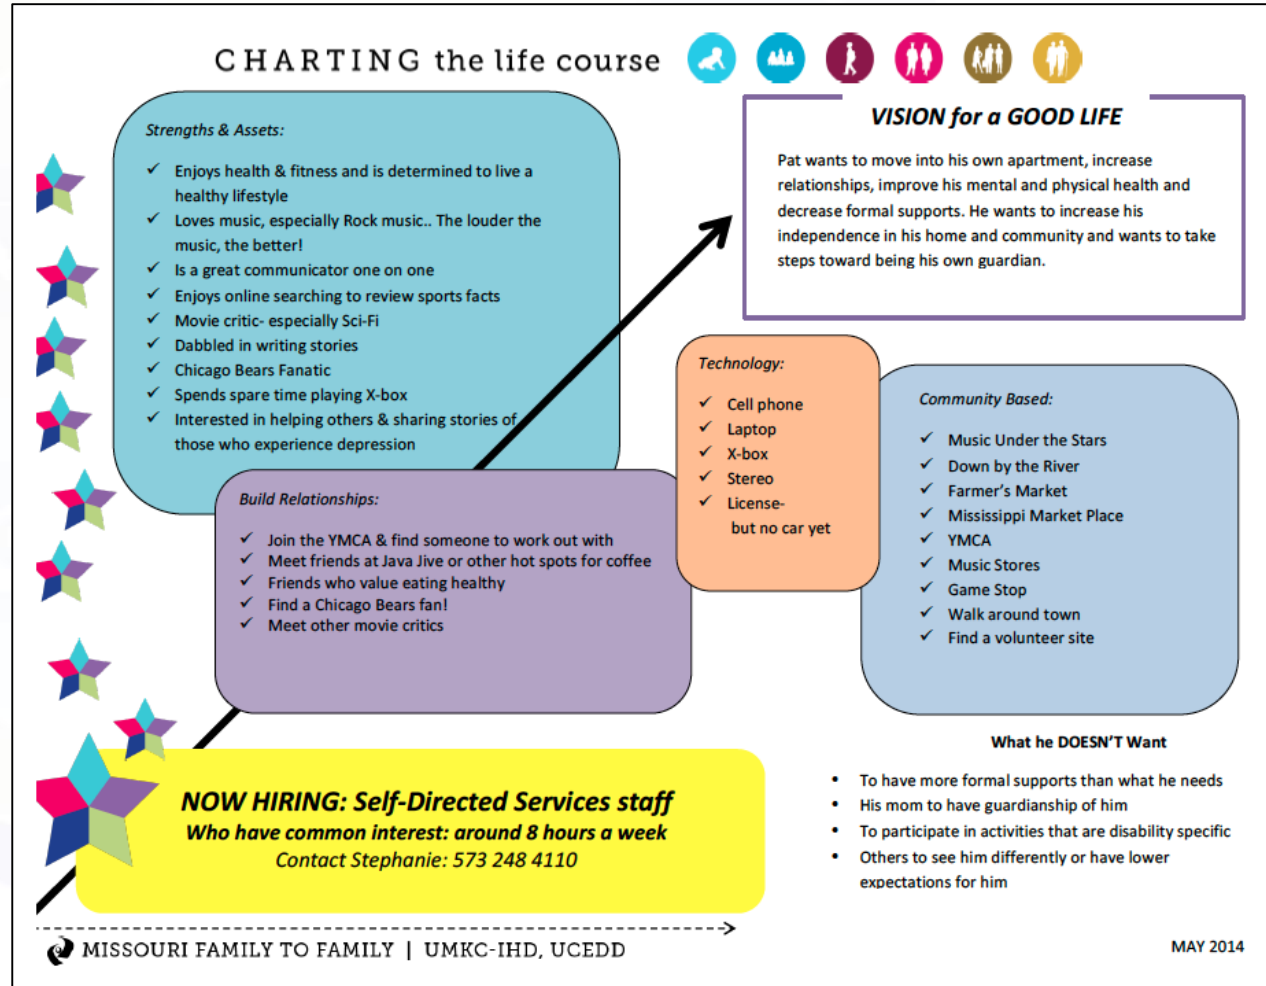 CHARTING the life course
Strengths & Assets:
✓ Enjoys health & fitness and is determined to live a
healthy lifestyle
✓ Loves music, especially Rock music.. The louder the
music, the better!
✓ Is a great communicator one on one
✓ Enjoys online searching to review sports facts
✓ Movie critic- especially Sci-Fi
✓ Dabbled in writing stories
✓ Chicago Bears Fanatic
✓ Spends spare time playing X-box
✓ Interested in helping others & sharing stories of
those who experience depression
VISION for a GOOD LIFE
Pat wants to move into his own apartment, increase
relationships, improve his mental and physical health and
decrease formal supports. He wants to increase his
independence in his home and community and wants to take
steps toward being his own guardian.
Build Relationships:
✓ Join the YMCA & find someone to work out with
✓ Meet friends at Java Jive or other hot spots for coffee
✓ Friends who value eating healthy
✓ Find a Chicago Bears fan!
✓ Meet other movie critics
Technology:
✓ Cell phone
✓ Laptop
✓ X-box
✓ Stereo
✓ License-
but no car yet
Community Based:
✓ Music Under the Stars
✓ Down by the River
✓ Farmer's Market
✓ Mississippi Market Place
✓ YMCA
✓ Music Stores
✓ Game Stop
✓ Walk around town
✓ Find a volunteer site
NOW HIRING: Self-Directed Services staff
Who have common interest: around 8 hours a week
Contact Stephanie: 573 248 4110
What he DOESN'T Want
• To have more formal supports than what he needs
• His mom to have guardianship of him
• To participate in activities that are disability specific
• Others to see him differently or have lower
expectations for him
MISSOURI FAMILY TO FAMILY | UMKC-IHD, UCEDD
MAY 2014